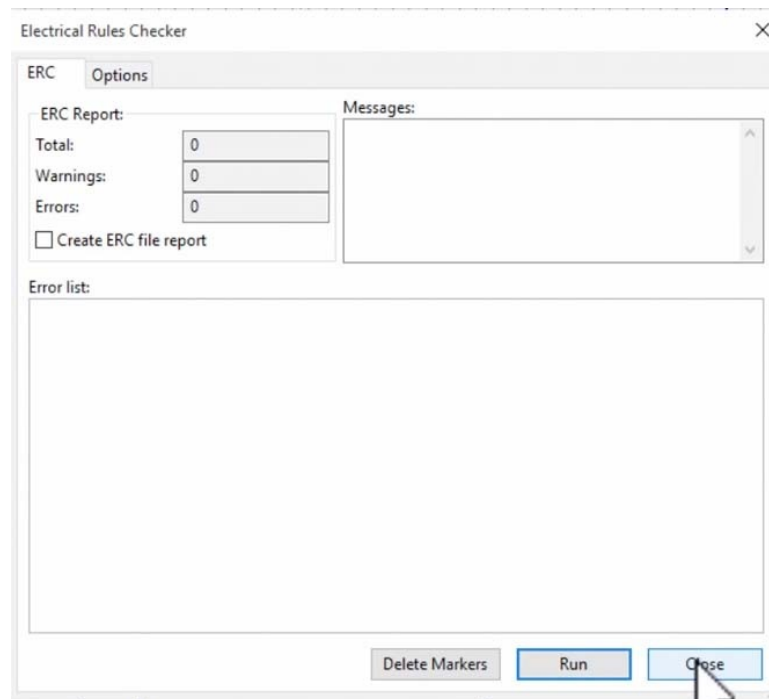 Electrical Rules Checker
ERC
Options
ERC Report:
Total:
0
Warnings:
0
Errors:
0
Create ERC file report
Messages:
Error list:
Delete Markers
Run
Close